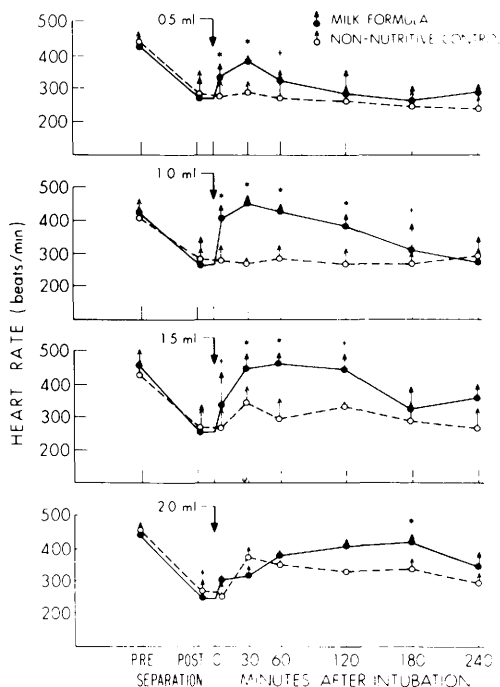 0.5 ml
MILK FORMULA
NON-NUTRITIVE CONTROL
500
400
300
200
1.0 ml
500
400
300
200
HEART RATE (beats/min)
1.5 ml
500
400
300
200
2.0 ml
500
400
300
200
PRE POST 0 30 60 120 180 240
SEPARATION MINUTES AFTER INTUBATION